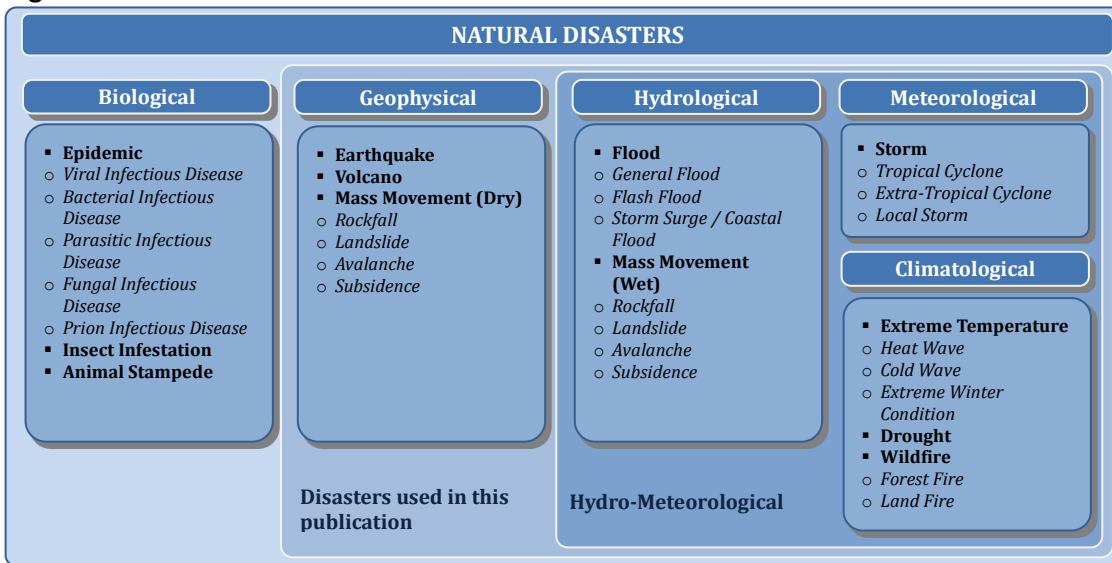 NATURAL DISASTERS
Biological
▪ Epidemic
o Viral Infectious Disease
o Bacterial Infectious
Disease
o Parasitic Infectious
Disease
o Fungal Infectious
Disease
o Prion Infectious Disease
▪ Insect Infestation
▪ Animal Stampede
Geophysical
▪ Earthquake
▪ Volcano
▪ Mass Movement (Dry)
o Rockfall
o Landslide
o Avalanche
o Subsidence
Disasters used in this
publication
Hydrological
▪ Flood
o General Flood
o Flash Flood
o Storm Surge / Coastal
Flood
▪ Mass Movement
(Wet)
o Rockfall
o Landslide
o Avalanche
o Subsidence
Hydro-Meteorological
Meteorological
▪ Storm
o Tropical Cyclone
o Extra-Tropical Cyclone
o Local Storm
Climatological
▪ Extreme Temperature
o Heat Wave
o Cold Wave
o Extreme Winter
Condition
▪ Drought
▪ Wildfire
o Forest Fire
o Land Fire